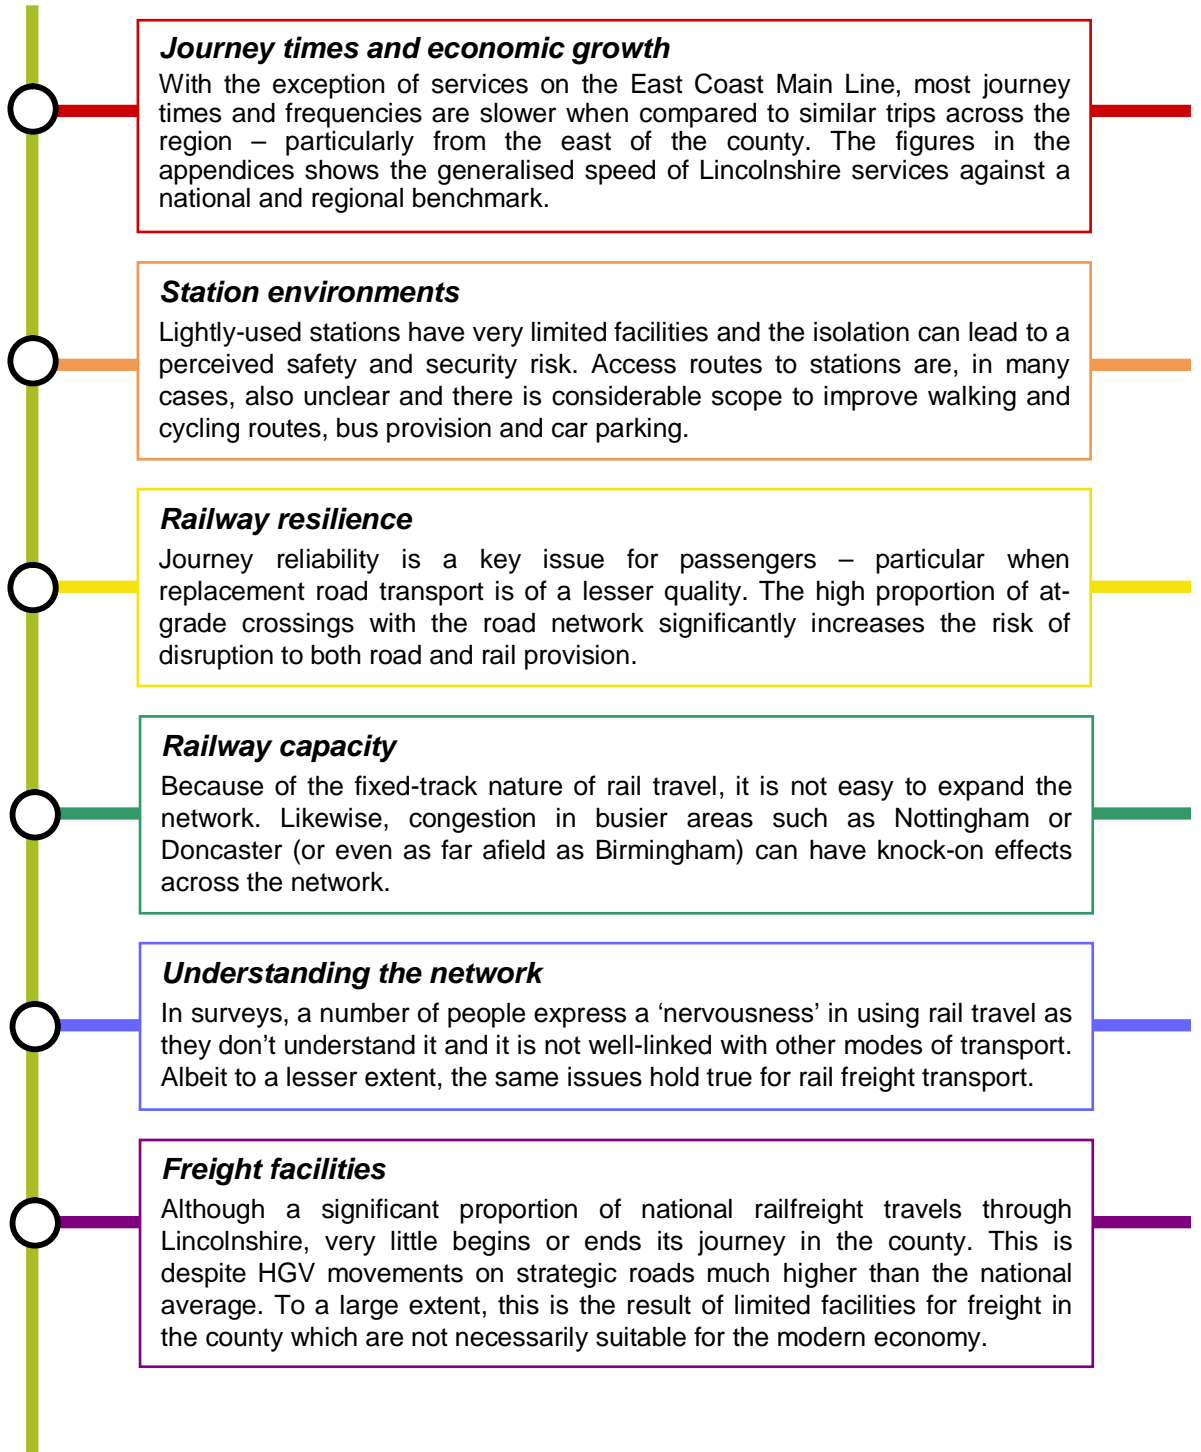 Journey times and economic growth
With the exception of services on the East Coast Main Line, most journey
times and frequencies are slower when compared to similar trips across the
region – particularly from the east of the county. The figures in the
appendices shows the generalised speed of Lincolnshire services against a
national and regional benchmark.
Station environments
Lightly-used stations have very limited facilities and the isolation can lead to a
perceived safety and security risk. Access routes to stations are, in many
cases, also unclear and there is considerable scope to improve walking and
cycling routes, bus provision and car parking.
Railway resilience
Journey reliability is a key issue for passengers – particular when
replacement road transport is of a lesser quality. The high proportion of at-
grade crossings with the road network significantly increases the risk of
disruption to both road and rail provision.
Railway capacity
Because of the fixed-track nature of rail travel, it is not easy to expand the
network. Likewise, congestion in busier areas such as Nottingham or
Doncaster (or even as far afield as Birmingham) can have knock-on effects
across the network.
Understanding the network
In surveys, a number of people express a ‘nervousness’ in using rail travel as
they don’t understand it and it is not well-linked with other modes of transport.
Albeit to a lesser extent, the same issues hold true for rail freight transport.
Freight facilities
Although a significant proportion of national railfreight travels through
Lincolnshire, very little begins or ends its journey in the county. This is
despite HGV movements on strategic roads much higher than the national
average. To a large extent, this is the result of limited facilities for freight in
the county which are not necessarily suitable for the modern economy.